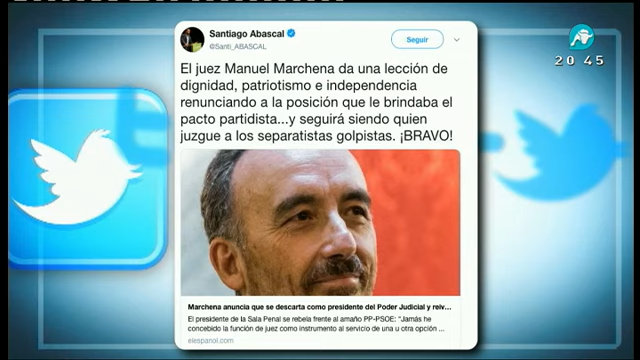 Santiago Abascal
@Santi_ABASCAL
Seguir
20 45
El juez Manuel Marchena da una lección de
dignidad, patriotismo e independencia
renunciando a la posición que le brindaba el
pacto partidista...y seguirá siendo quien
juzgue a los separatistas golpistas. ¡BRAVO!
Marchena anuncia que se descarta como presidente del Poder Judicial y reiv...
El presidente de la Sala Penal se rebela frente al amaño PP-PSOE: "Jamás he
concebido la función de juez como instrumento al servicio de una u otra opción ...
elespanol.com